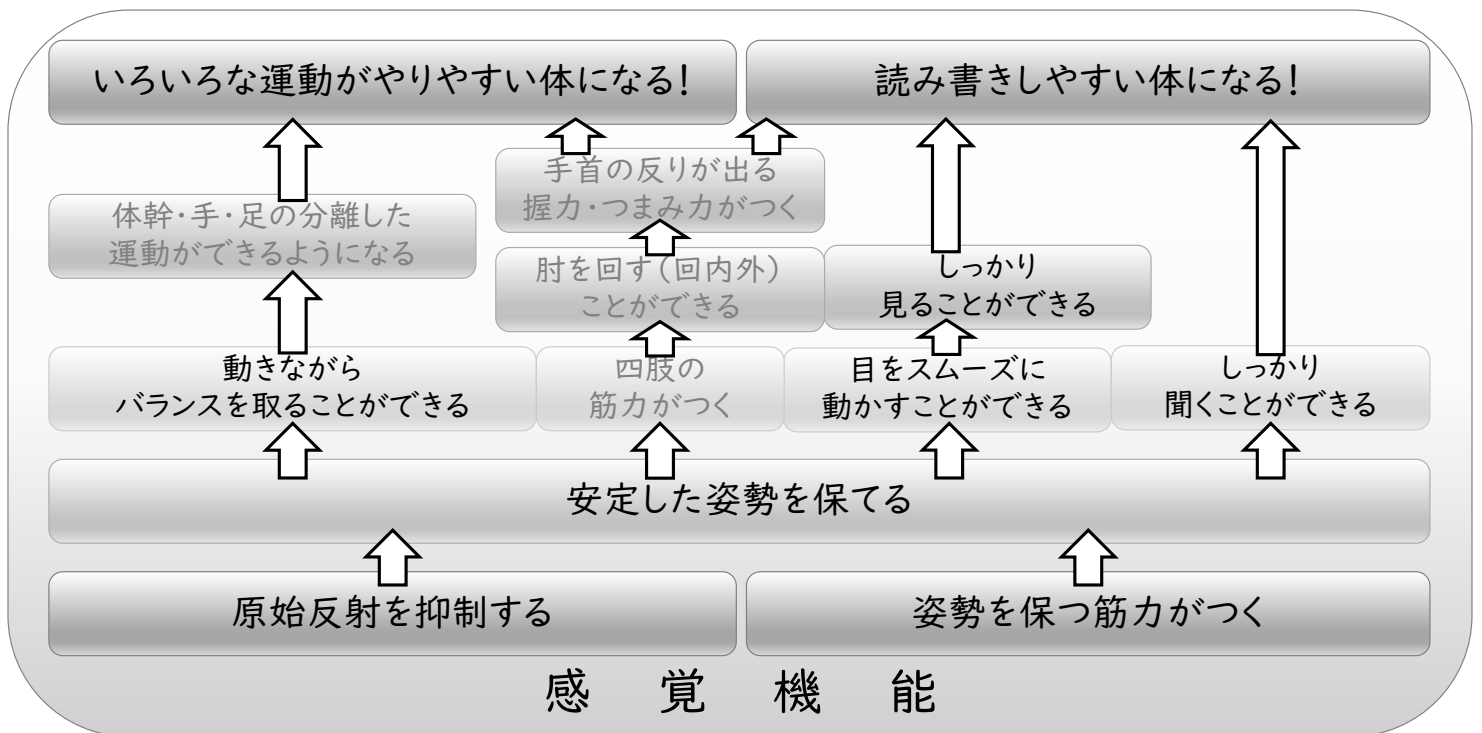 いろいろな運動がやりやすい体になる!
読み書きしやすい体になる!
手首の反りが出る
握力・つまみ力がつく
体幹・手・足の分離した
運動ができるようになる
肘を回す(回内外)
ことができる
しっかり
見ることができる
動きながら
バランスを取ることができる
四肢の
筋力がつく
目をスムーズに
動かすことができる
しっかり
聞くことができる
安定した姿勢を保てる
原始反射を抑制する
姿勢を保つ筋力がつく
感 覚 機 能